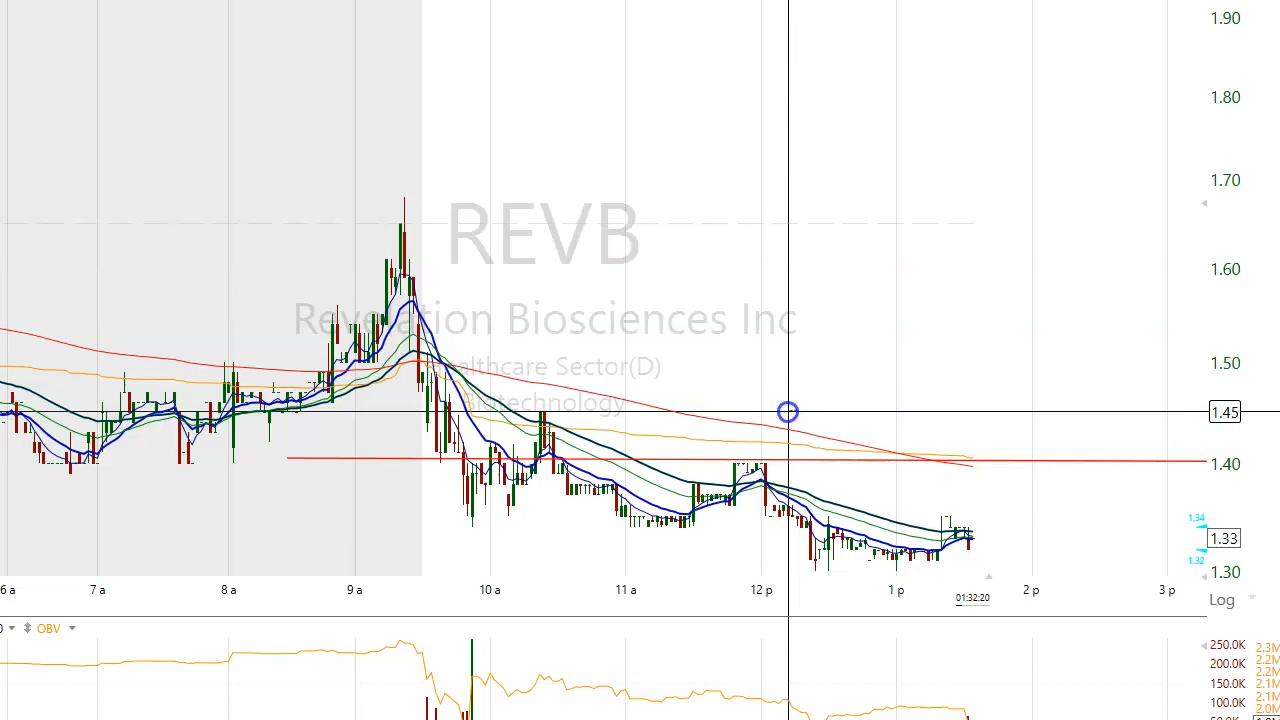 1.90
1.80
1.70
REVB
1.60
Revelation Biosciences Inc
Healthcare Sector(D)
1.50
Biotechnology
1.45
1.40
1.34
1.33
1.32
1.30
6 a 7 a 8 a 9 a 10 a 11 a 12 p 1 p 2 p 3 p
01:32:20
Log
OBV
250.0K 2.3M
200.0K 2.2M
2.2M
150.0K 2.1M
2.1M
100.0K 2.0M